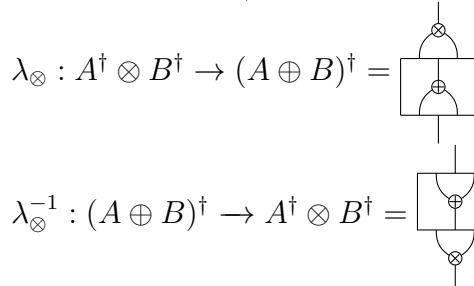 λ⊗ : A† ⊗ B† → (A ⊕ B)† =
⊗
⊕
λ⊗⁻¹ : (A ⊕ B)† → A† ⊗ B† =
⊕
⊗